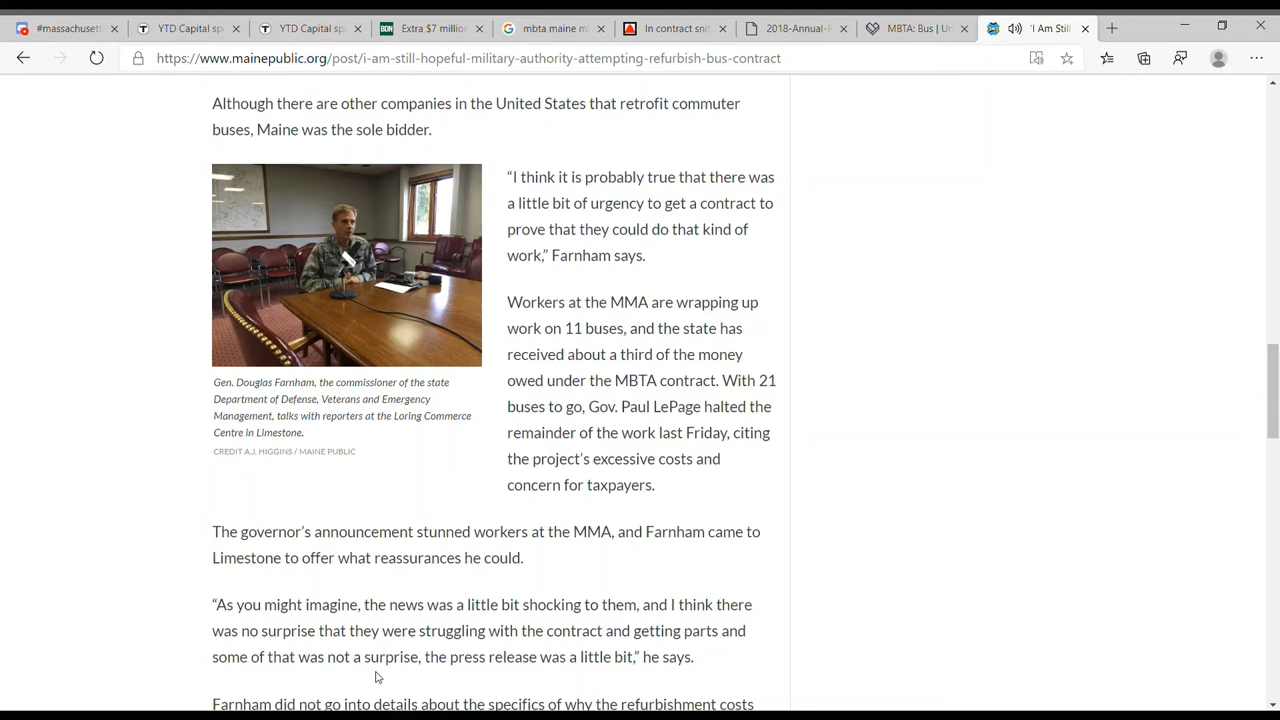 #massachusett
YTD Capital sp
YTD Capital sp
Extra $7 million
mbta maine m
In contract snit
2018-Annual-F
MBTA: Bus | U
'I Am Still
https://www.mainepublic.org/post/i-am-still-hopeful-military-authority-attempting-refurbish-bus-contract
Although there are other companies in the United States that retrofit commuter
buses, Maine was the sole bidder.
“I think it is probably true that there was
a little bit of urgency to get a contract to
prove that they could do that kind of
work,” Farnham says.
Workers at the MMA are wrapping up
work on 11 buses, and the state has
received about a third of the money
owed under the MBTA contract. With 21
buses to go, Gov. Paul LePage halted the
remainder of the work last Friday, citing
the project’s excessive costs and
concern for taxpayers.
Gen. Douglas Farnham, the commissioner of the state
Department of Defense, Veterans and Emergency
Management, talks with reporters at the Loring Commerce
Centre in Limestone.
CREDIT A.J. HIGGINS / MAINE PUBLIC
The governor’s announcement stunned workers at the MMA, and Farnham came to
Limestone to offer what reassurances he could.
“As you might imagine, the news was a little bit shocking to them, and I think there
was no surprise that they were struggling with the contract and getting parts and
some of that was not a surprise, the press release was a little bit,” he says.
Farnham did not go into details about the specifics of why the refurbishment costs